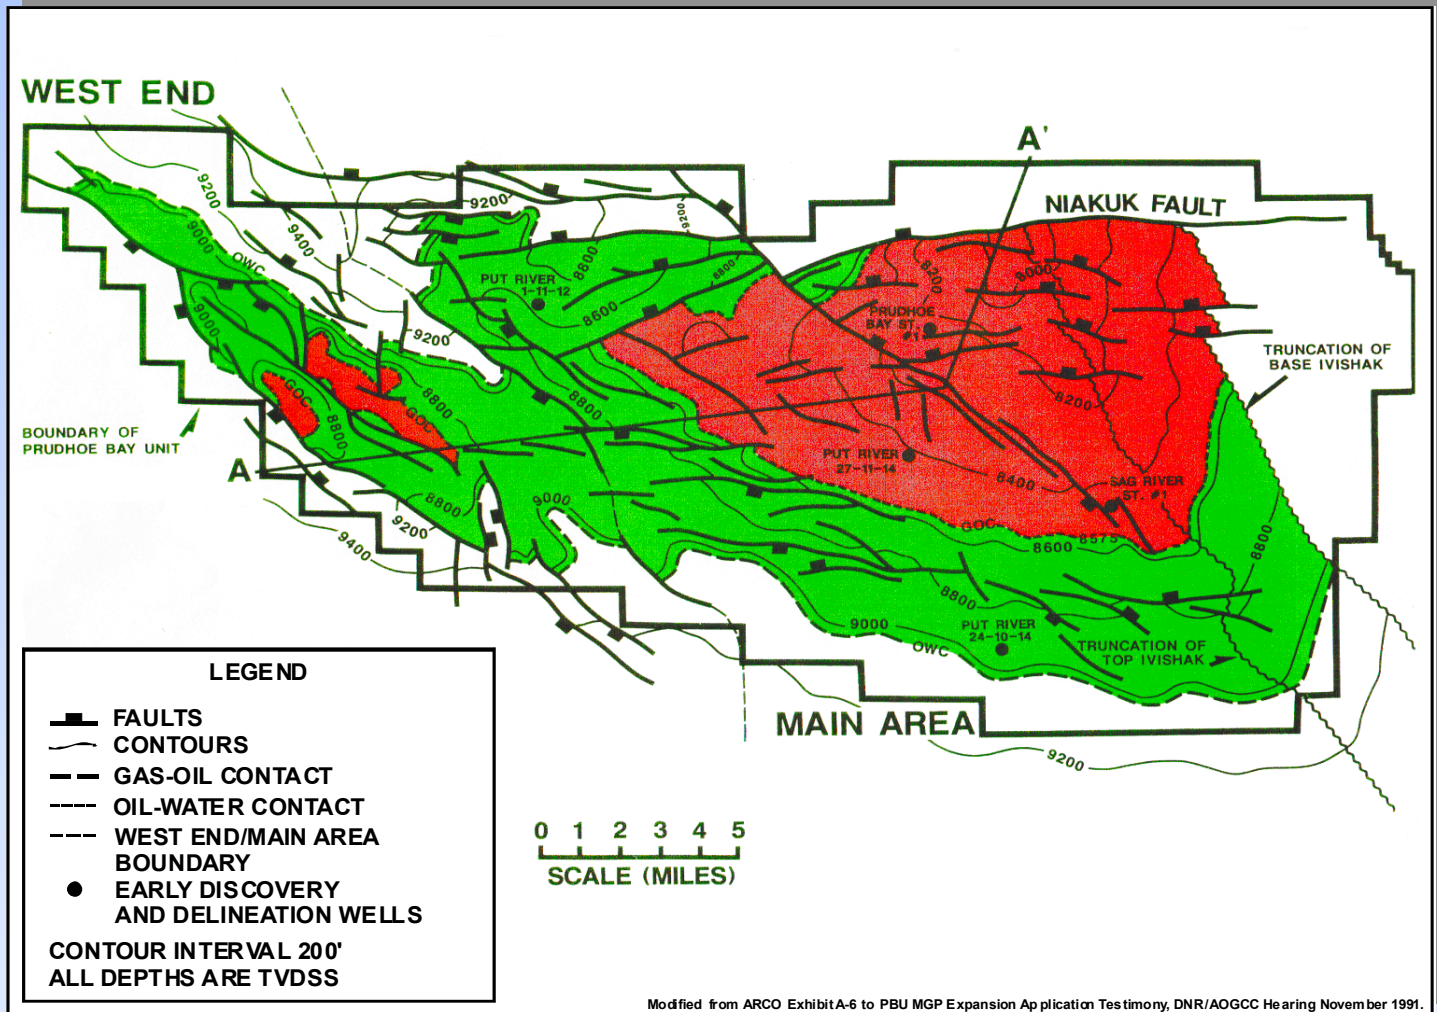 WEST END
A'
NIAKUK FAULT
9200
9400
9200
9200
9000
OWC
8800
8800
8200
9000
PUT RIVER
1-11-12
8600
9000
9200
PRUDHOE
BAY ST.
#1
TRUNCATION OF
BASE IVISHAK
GOC
8800
GOC
8800
8800
8200
BOUNDARY OF
PRUDHOE BAY UNIT
A
PUT RIVER
27-11-14
8400
SAG RIVER
ST. #1
8800
9000
9200
9400
GOC
8575
8600
8800
8800
9000
OWC
PUT RIVER
24-10-14
TRUNCATION OF
TOP IVISHAK
MAIN AREA
9200
LEGEND
FAULTS
CONTOURS
GAS-OIL CONTACT
OIL-WATER CONTACT
WEST END/MAIN AREA
BOUNDARY
EARLY DISCOVERY
AND DELINEATION WELLS
CONTOUR INTERVAL 200'
ALL DEPTHS ARE TVDSS
0 1 2 3 4 5
SCALE (MILES)
Modified from ARCO Exhibit A-6 to PBU MGP Expansion Application Testimony, DNR/AOGCC Hearing November 1991.